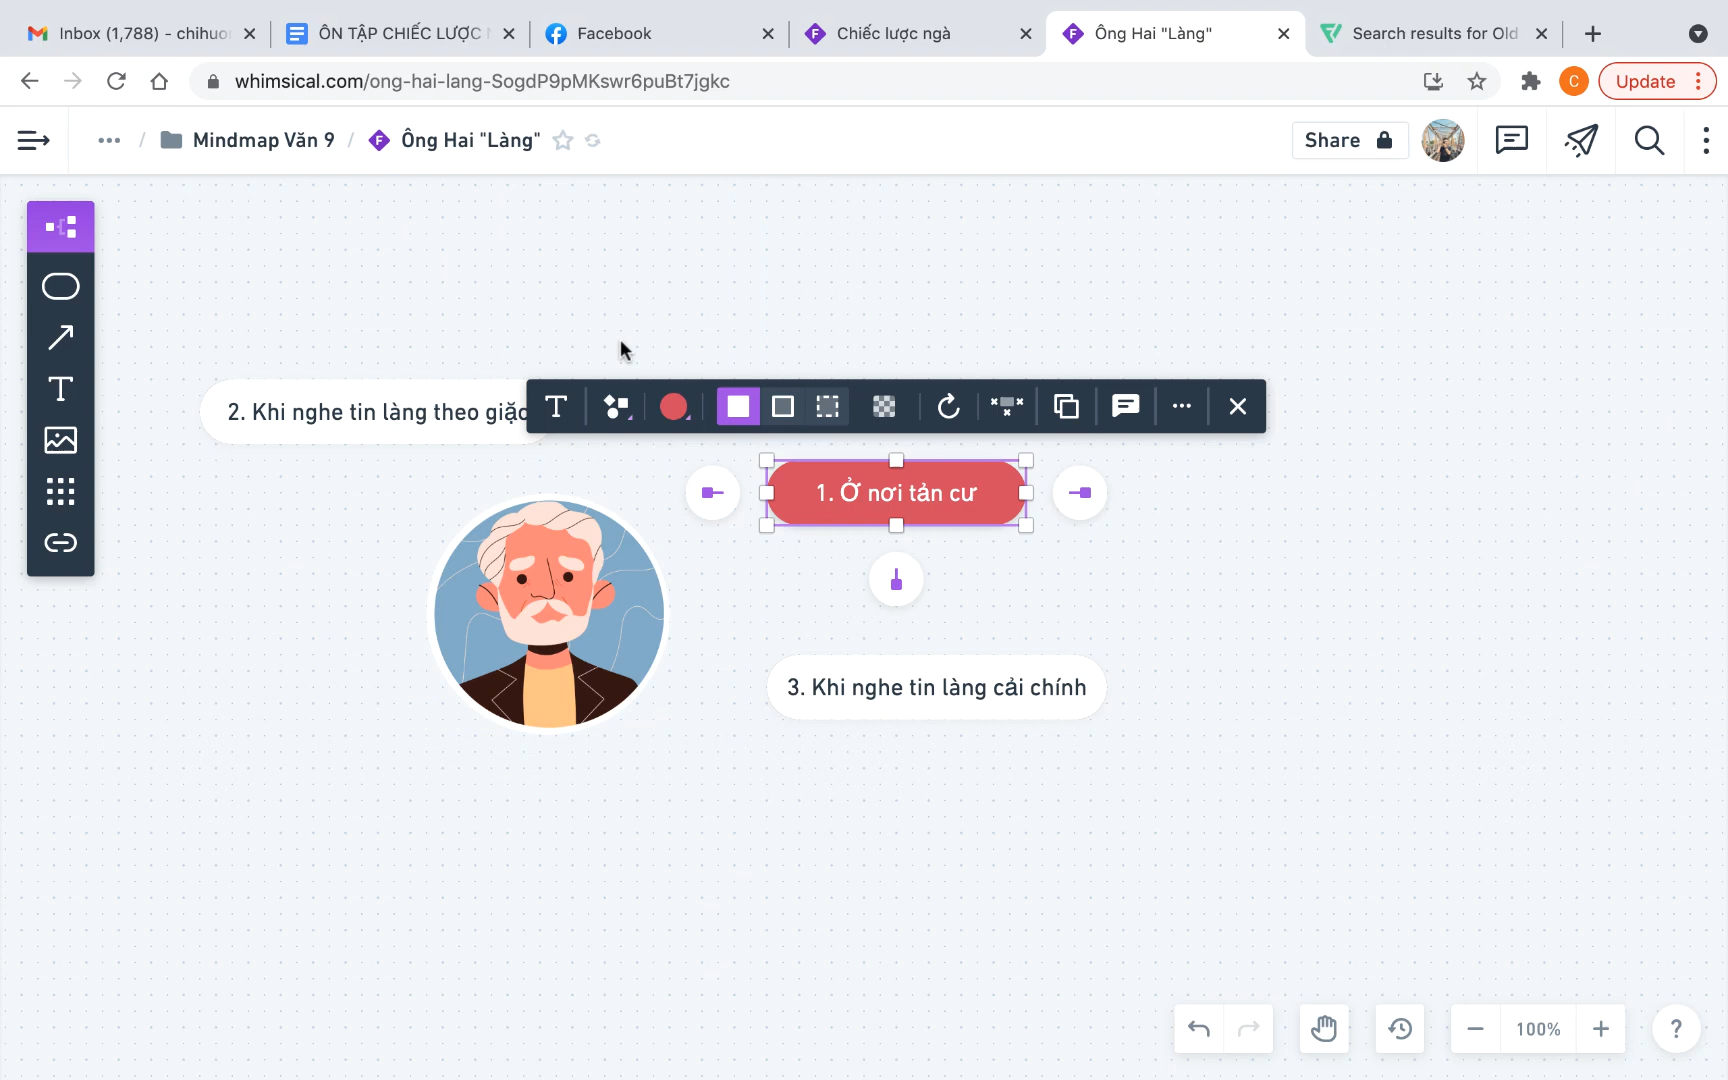 Inbox (1,788) - chihuor
ÔN TẬP CHIẾC LƯỢC
Facebook
Chiếc lược ngà
Ông Hai "Làng"
Search results for Old
whimsical.com/ong-hai-lang-SogdP9pMKswr6puBt7jgkc
C
Update
Mindmap Văn 9 / Ông Hai "Làng"
Share
2. Khi nghe tin làng theo giặc
1. Ở nơi tản cư
3. Khi nghe tin làng cải chính
100%